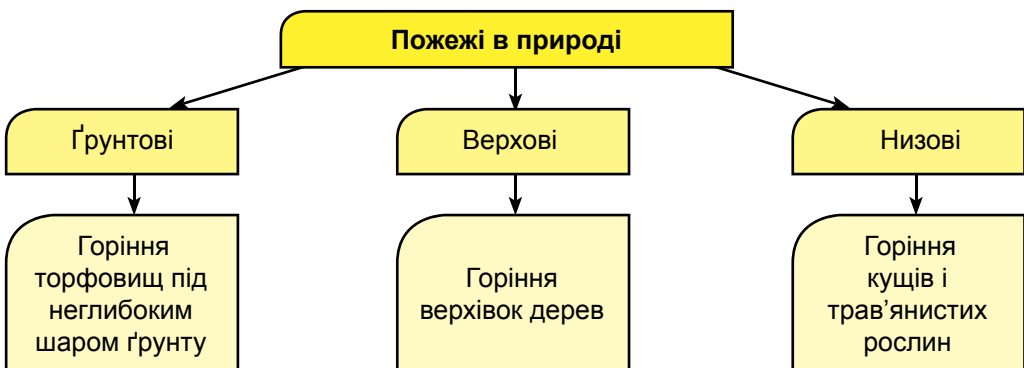 Пожежі в природі
Ґрунтові
Верхові
Низові
Горіння
торфовищ під
неглибоким
шаром ґрунту
Горіння
верхівок дерев
Горіння
кущів і
трав’янистих
рослин